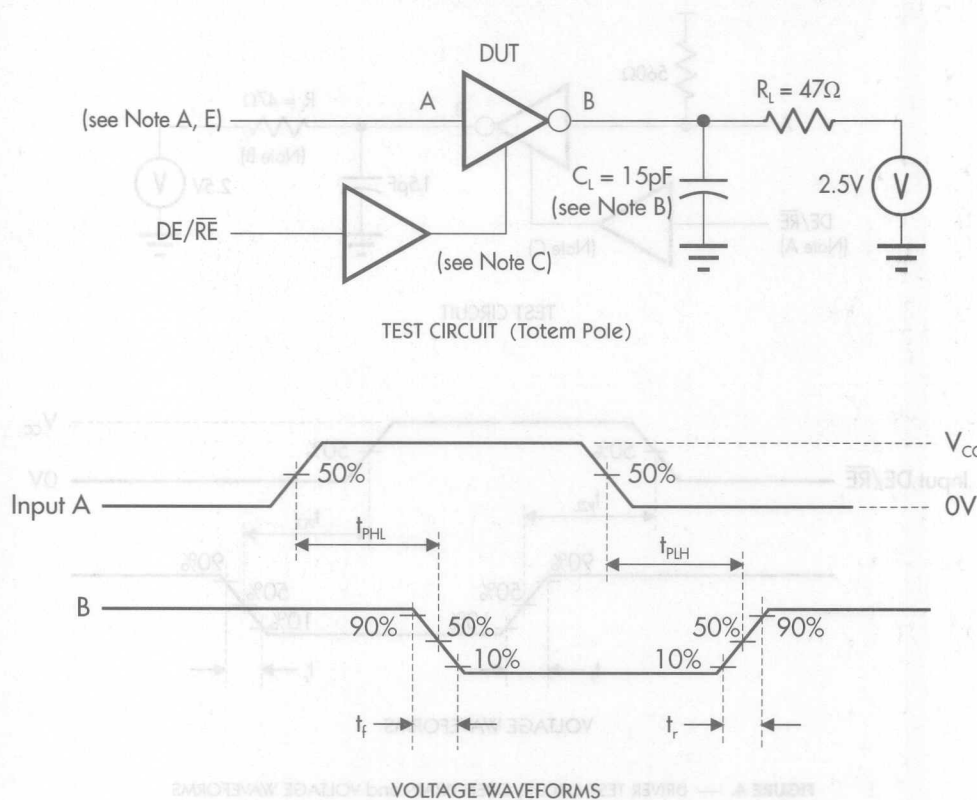 DUT
R_L = 47Ω
A
B
(see Note A, E)
C_L = 15pF
(see Note B)
2.5V
V
DE/R̅E̅
(see Note C)
TEST CIRCUIT (Totem Pole)
V_CC
50%
50%
Input A
0V
t_PHL
t_PLH
B
90%
50%
50%
90%
10%
10%
t_f
t_r
VOLTAGE WAVEFORMS